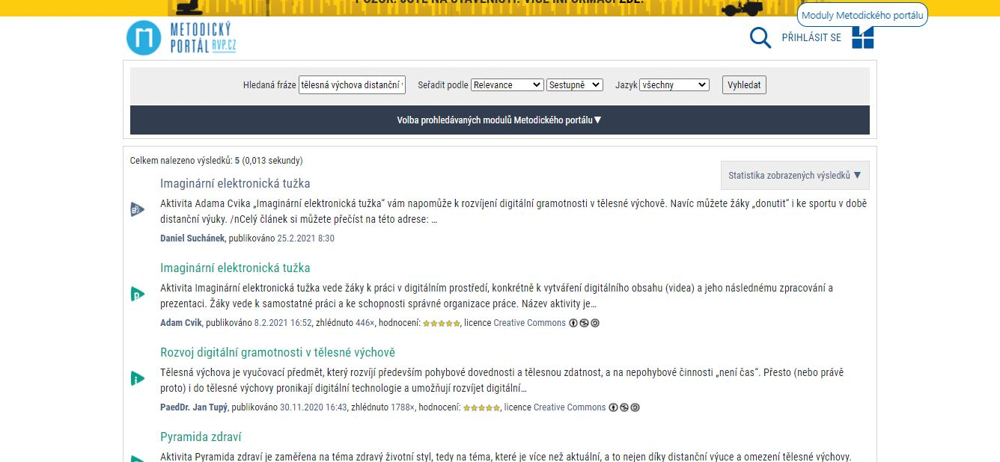 POZOR! JSTE NA STAVENIŠTI. VÍCE INFORMACÍ ZDE.
Moduly Metodického portálu
METODICKÝ
PORTÁL RVP.CZ
PŘIHLÁSIT SE
Hledaná fráze tělesná výchova distanční Seřadit podle Relevance Sestupně Jazyk všechny Vyhledat
Volba prohledávaných modulů Metodického portálu▼
Celkem nalezeno výsledků: 5 (0,013 sekundy)
Statistika zobrazených výsledků ▼
Imaginární elektronická tužka
Aktivita Adama Cvika „Imaginární elektronická tužka“ vám napomůže k rozvíjení digitální gramotnosti v tělesné výchově. Navíc můžete žáky „donutit“ i ke sportu v době
distanční výuky. /nCelý článek si můžete přečíst na této adrese: ...
Daniel Suchánek, publikováno 25.2.2021 8:30
Imaginární elektronická tužka
Aktivita Imaginární elektronická tužka vede žáky k práci v digitálním prostředí, konkrétně k vytváření digitálního obsahu (videa) a jeho následnému zpracování a
prezentaci. Žáky vede k samostatné práci a ke schopnosti správné organizace práce. Název aktivity je…
Adam Cvik, publikováno 8.2.2021 16:52, zhlédnuto 446×, hodnocení: , licence Creative Commons
Rozvoj digitální gramotnosti v tělesné výchově
Tělesná výchova je vyučovací předmět, který rozvíjí především pohybové dovednosti a tělesnou zdatnost, a na nepohybové činnosti „není čas“. Přesto (nebo právě
proto) i do tělesné výchovy pronikají digitální technologie a umožňují rozvíjet digitální…
PaedDr. Jan Tupý, publikováno 30.11.2020 16:43, zhlédnuto 1788×, hodnocení: , licence Creative Commons
Pyramida zdraví
Aktivita Pyramida zdraví je zaměřena na téma zdravý životní styl, tedy na téma, které je více než aktuální, a to nejen díky distanční výuce a omezení tělesné výchovy.